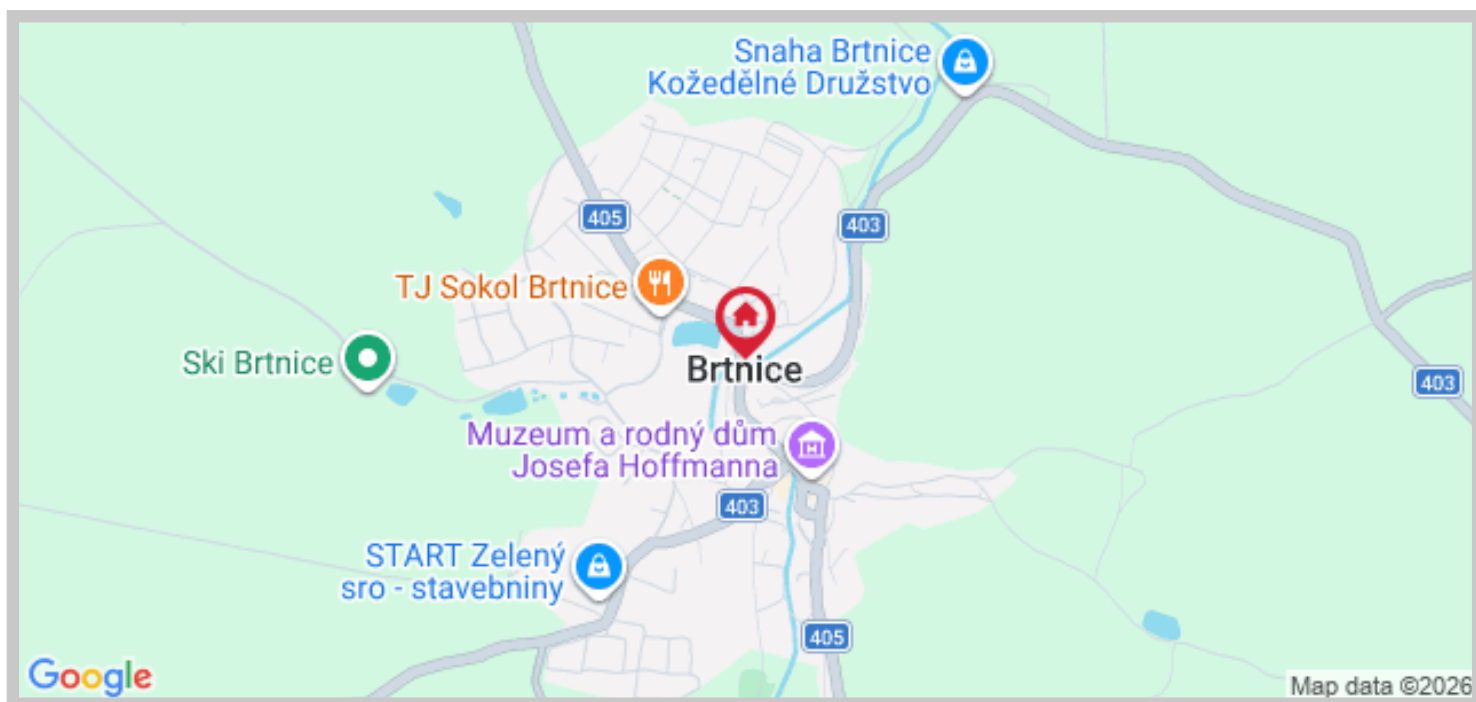 Snaha Brtnice
Kožedělné Družstvo
405
403
TJ Sokol Brtnice
Ski Brtnice
Brtnice
403
Muzeum a rodný dům
Josefa Hoffmanna
403
START Zelený
sro - stavebniny
405
Google
Map data ©2026